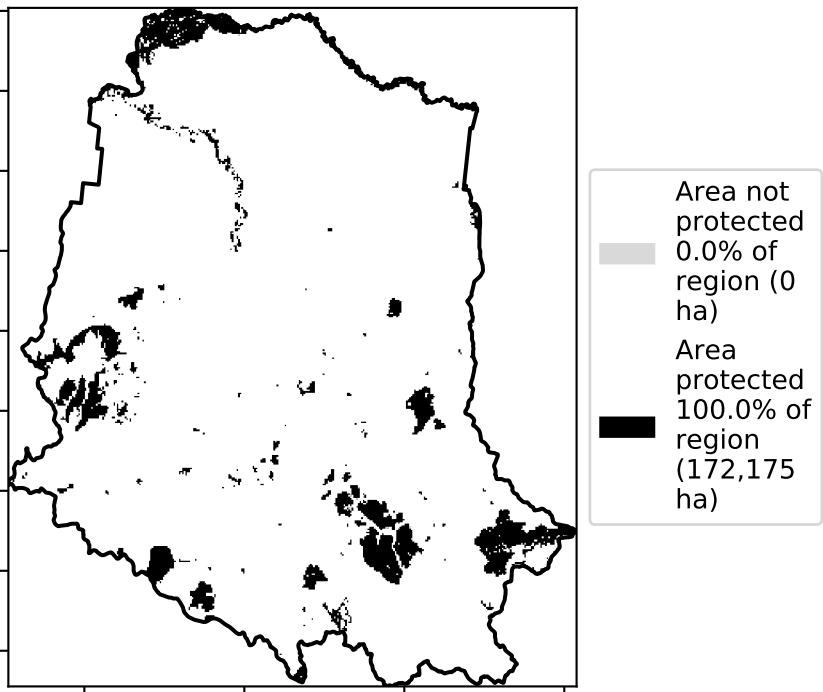 Area not
protected
0.0% of
region (0
ha)
Area
protected
100.0% of
region
(172,175
ha)